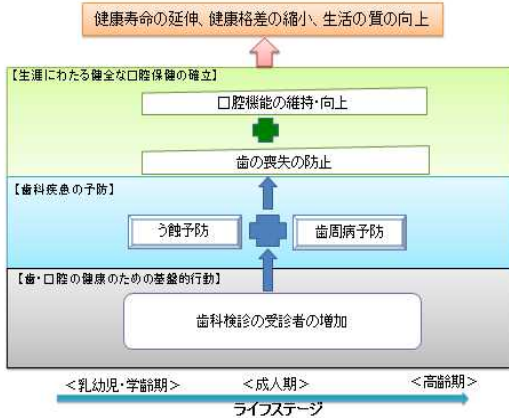 健康寿命の延伸、健康格差の縮小、生活の質の向上
【生涯にわたる健全な口腔保健の確立】
口腔機能の維持・向上
歯の喪失の防止
【歯科疾患の予防】
う蝕予防
歯周病予防
【歯・口腔の健康のための基盤的行動】
歯科検診の受診者の増加
＜乳幼児・学齢期＞
＜成人期＞
＜高齢期＞
ライフステージ